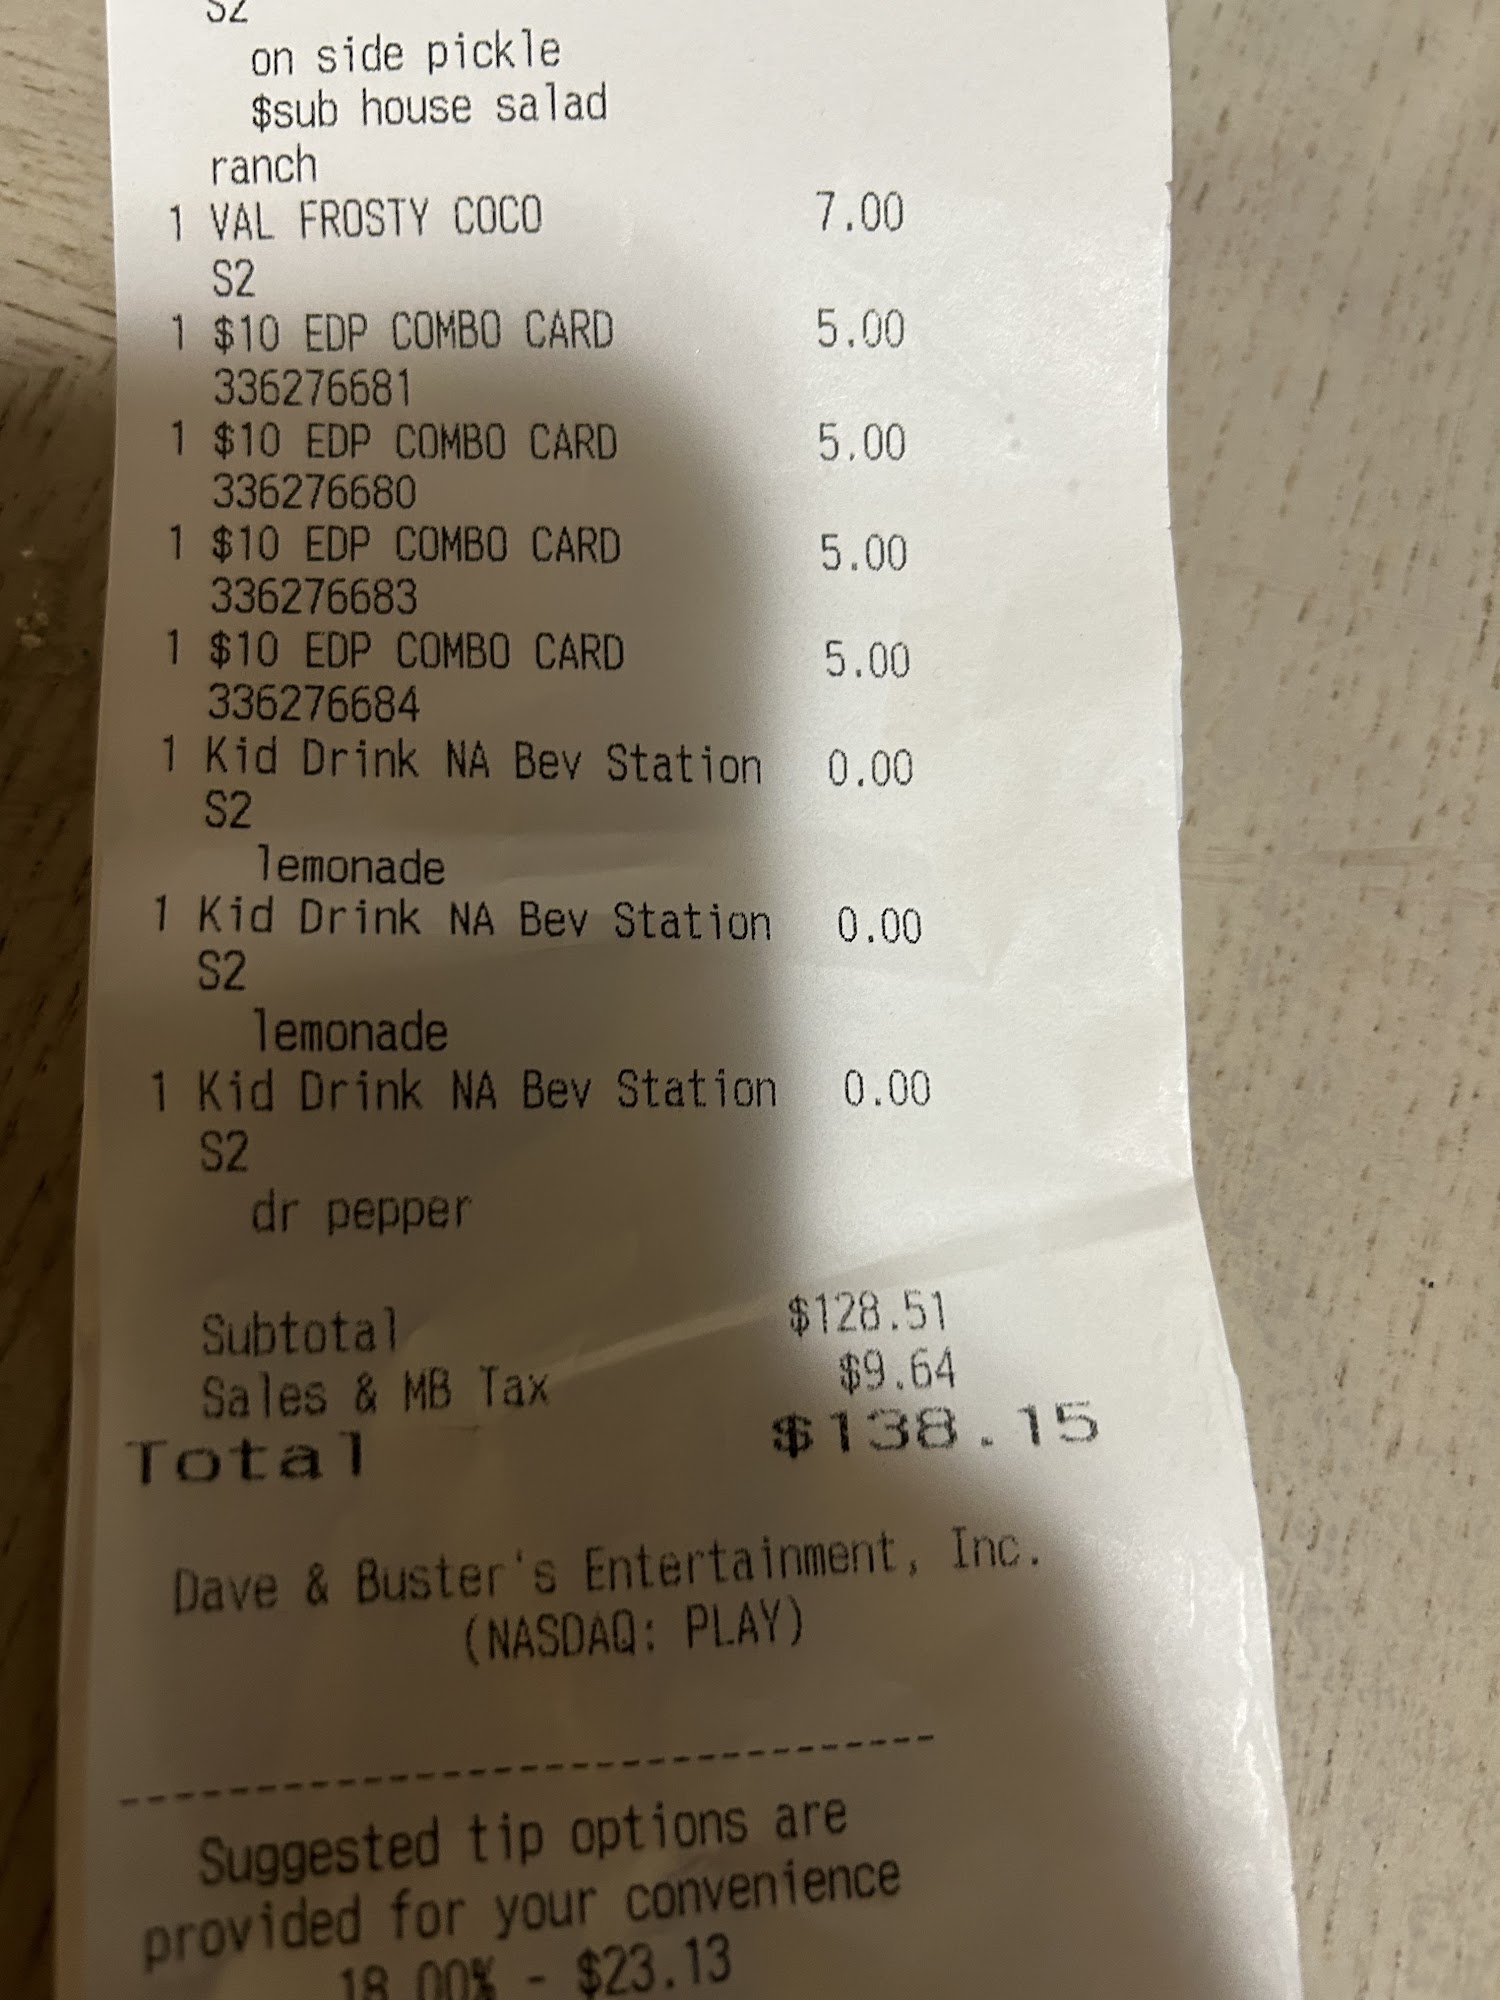 S2
on side pickle
$sub house salad
ranch
1 VAL FROSTY COCO 7.00
S2
1 $10 EDP COMBO CARD 5.00
336276681
1 $10 EDP COMBO CARD 5.00
336276680
1 $10 EDP COMBO CARD 5.00
336276683
1 $10 EDP COMBO CARD 5.00
336276684
1 Kid Drink NA Bev Station 0.00
S2
lemonade
1 Kid Drink NA Bev Station 0.00
S2
lemonade
1 Kid Drink NA Bev Station 0.00
S2
dr pepper
Subtotal $128.51
Sales & MB Tax $9.64
Total $138.15
Dave & Buster's Entertainment, Inc.
(NASDAQ: PLAY)
--------------------------------
Suggested tip options are
provided for your convenience
18.00% - $23.13